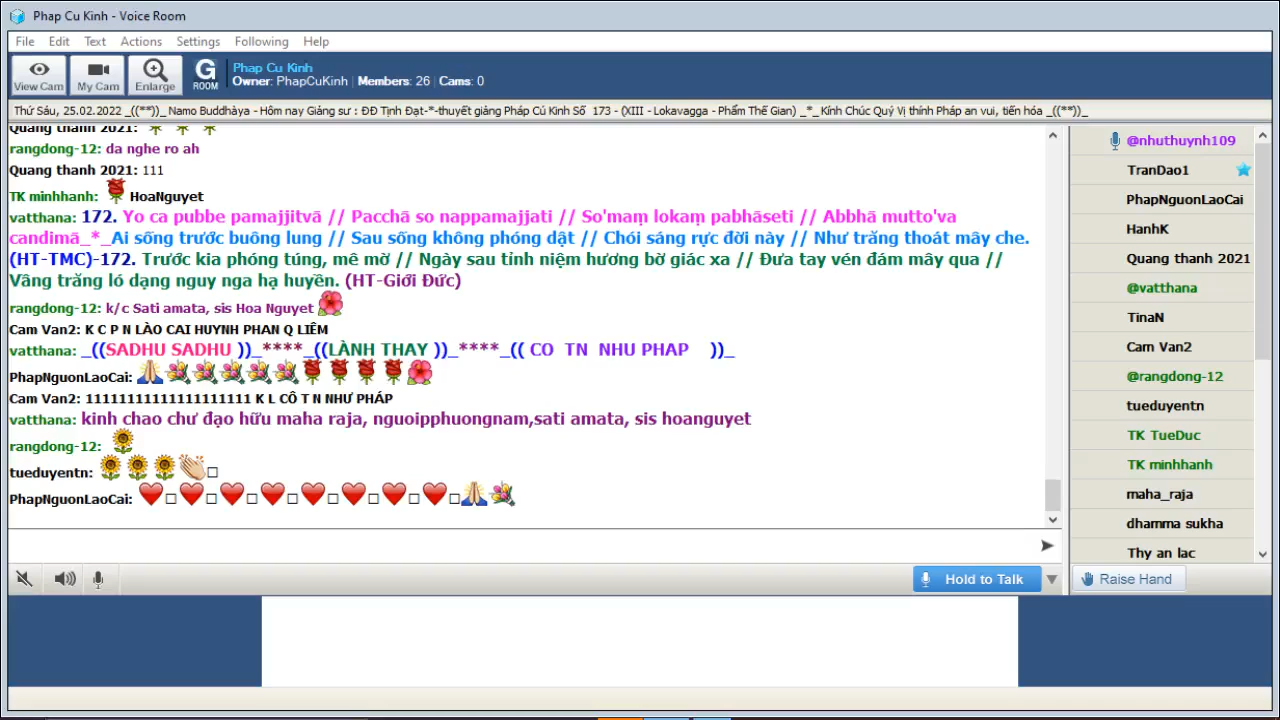 Phap Cu Kinh - Voice Room
File Edit Text Actions Settings Following Help
View Cam My Cam Enlarge G ROOM Phap Cu Kinh
Owner: PhapCuKinh | Members: 26 | Cams: 0
Thứ Sáu, 25.02.2022 _((**))_ Namo Buddhàya - Hôm nay Giảng sư : ĐĐ Tịnh Đạt-*-thuyết giảng Pháp Cú Kinh Số 173 - (XIII - Lokavagga - Phẩm Thế Gian) _*_ Kính Chúc Quý Vị thính Pháp an vui, tiến hóa _((**))_
Quang thanh 2021:
rangdong-12: da nghe ro ah
Quang thanh 2021: 111
TK minhhanh: HoaNguyet
vatthana: 172. Yo ca pubbe pamajjitvā // Pacchā so nappamajjati // So'maṃ lokaṃ pabhāseti // Abbhā mutto'va
candimā_*_Ai sống trước buông lung // Sau sống không phóng dật // Chói sáng rực đời này // Như trăng thoát mây che.
(HT-TMC)-172. Trước kia phóng túng, mê mờ // Ngày sau tỉnh niệm hương bờ giác xa // Đưa tay vén đám mây qua //
Vầng trăng ló dạng nguy nga hạ huyền. (HT-Giới Đức)
rangdong-12: k/c Sati amata, sis Hoa Nguyet
Cam Van2: K C P N LÀO CAI HUYNH PHAN Q LIÊM
vatthana: _((SADHU SADHU ))_****_((LÀNH THAY ))_****_(( CO TN NHU PHAP ))_
PhapNguonLaoCai:
Cam Van2: 11111111111111111111 K L CÔ T N NHƯ PHÁP
vatthana: kinh chao chư đạo hữu maha raja, nguoipphuongnam,sati amata, sis hoanguyet
rangdong-12:
tueduyentn:
PhapNguonLaoCai:
Hold to Talk
@nhuthuynh109
TranDao1
PhapNguonLaoCai
HanhK
Quang thanh 2021
@vatthana
TinaN
Cam Van2
@rangdong-12
tueduyentn
TK TueDuc
TK minhhanh
maha_raja
dhamma sukha
Thy an lac
Raise Hand